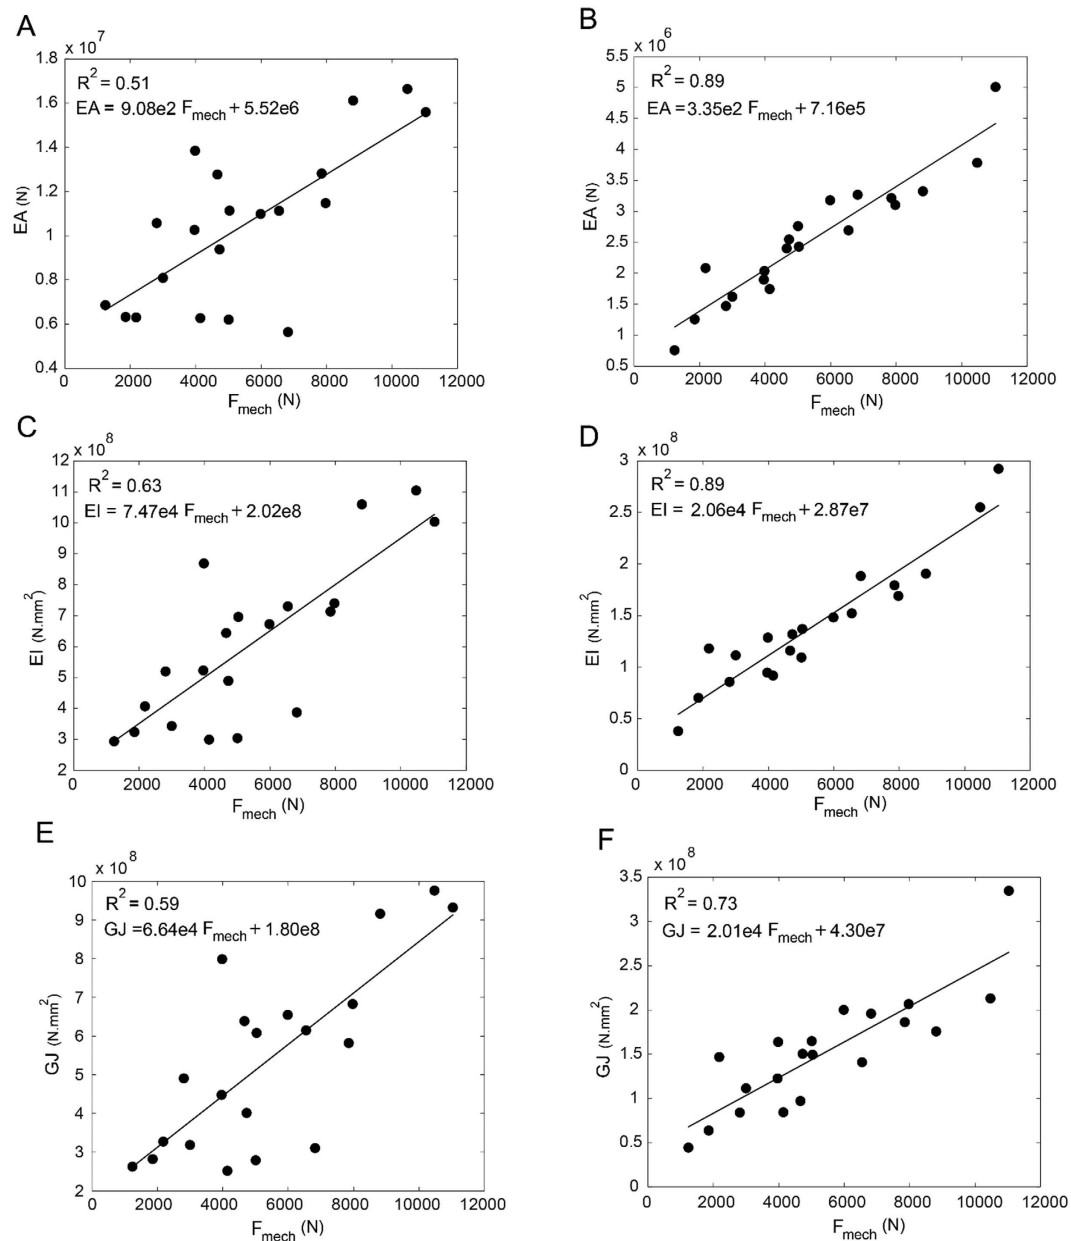 A
x 10^7
1.8
R^2 = 0.51
EA = 9.08e2 F_mech + 5.52e6
1.6
1.4
1.2
1
0.8
0.6
0.4
EA (N)
0 2000 4000 6000 8000 10000 12000
F_mech (N)
B
x 10^6
5.5
R^2 = 0.89
5
EA =3.35e2 F_mech + 7.16e5
4.5
4
3.5
3
2.5
2
1.5
1
0.5
EA (N)
0 2000 4000 6000 8000 10000 12000
F_mech (N)
C
x 10^8
12
R^2 = 0.63
11
EI = 7.47e4 F_mech + 2.02e8
10
9
8
7
6
5
4
3
2
EI (N.mm^2)
0 2000 4000 6000 8000 10000 12000
F_mech (N)
D
x 10^8
3
R^2 = 0.89
EI = 2.06e4 F_mech + 2.87e7
2.5
2
1.5
1
0.5
0
EI (N.mm^2)
0 2000 4000 6000 8000 10000 12000
F_mech (N)
E
x 10^8
10
R^2 = 0.59
9
GJ =6.64e4 F_mech + 1.80e8
8
7
6
5
4
3
2
GJ (N.mm^2)
0 2000 4000 6000 8000 10000 12000
F_mech (N)
F
x 10^8
3.5
R^2 = 0.73
3
GJ = 2.01e4 F_mech + 4.30e7
2.5
2
1.5
1
0.5
0
GJ (N.mm^2)
0 2000 4000 6000 8000 10000 12000
F_mech (N)